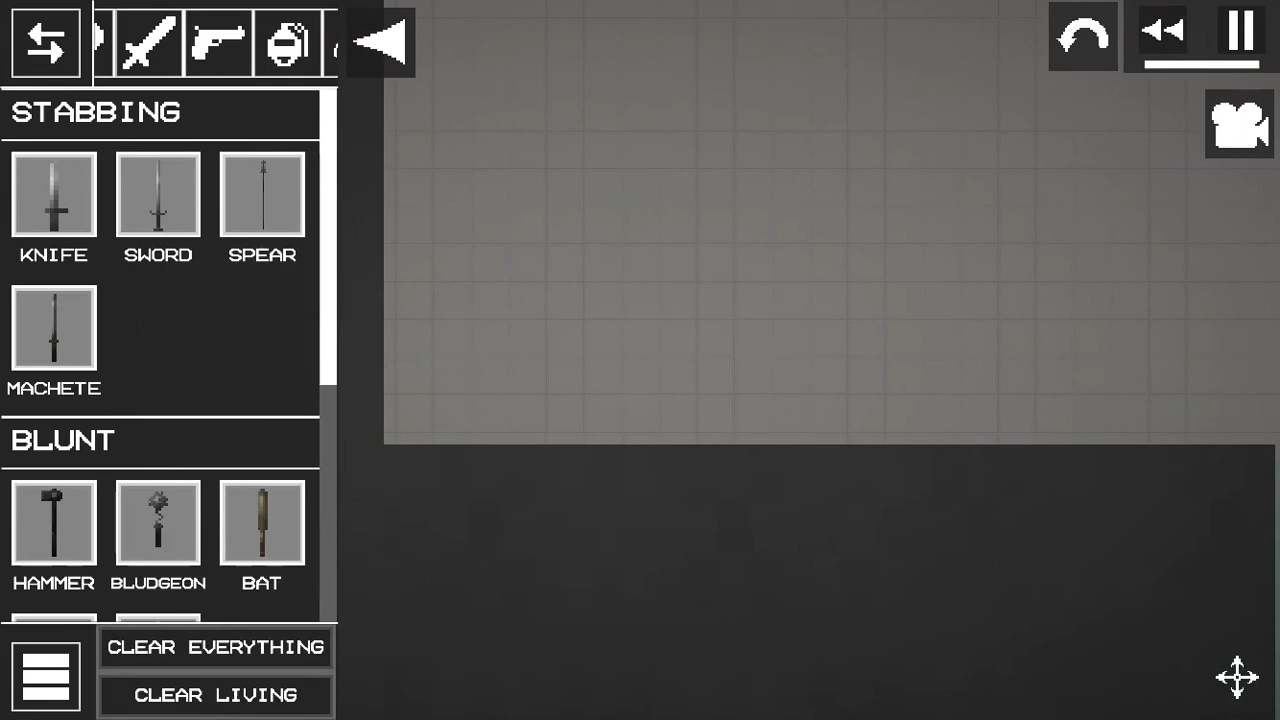 STABBING
KNIFE SWORD SPEAR
MACHETE
BLUNT
HAMMER BLUDGEON BAT
CLEAR EVERYTHING
CLEAR LIVING